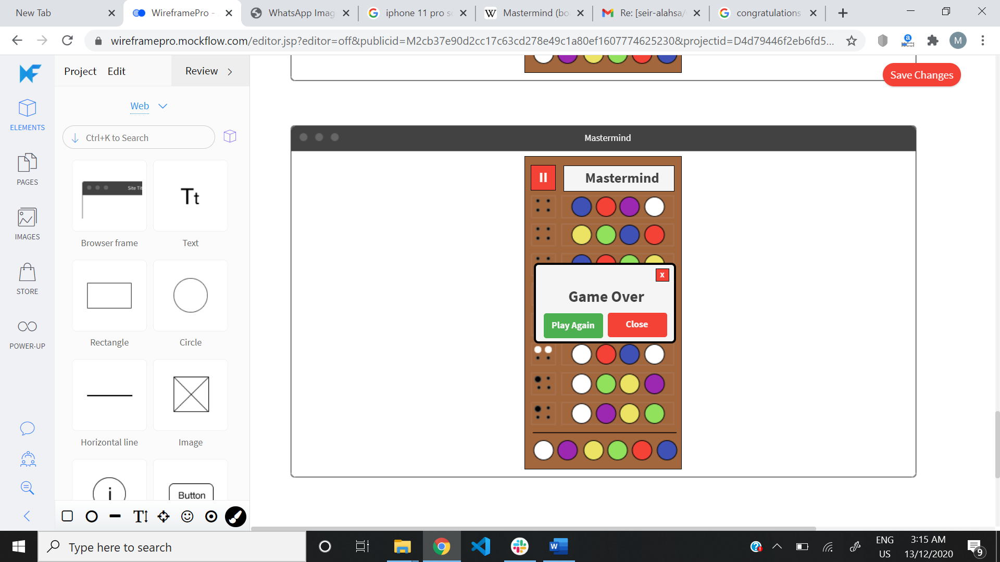 New Tab
WireframePro -
WhatsApp Imag
iphone 11 pro sc
Mastermind (bo
Re: [seir-alahsa/
congratulations
wireframepro.mockflow.com/editor.jsp?editor=off&publicid=M2cb37e90d2cc17c63cd278e49c1a80ef1607774625230&projectid=D4d79446f2eb6fd5...
M
Project
Edit
Review
Save Changes
Web
ELEMENTS
Ctrl+K to Search
PAGES
IMAGES
STORE
POWER-UP
Site Tit
Tt
Browser frame
Text
Rectangle
Circle
Horizontal line
Image
i
Button
Mastermind
Mastermind
x
Game Over
Play Again
Close
Type here to search
ENG
US
3:15 AM
13/12/2020
9